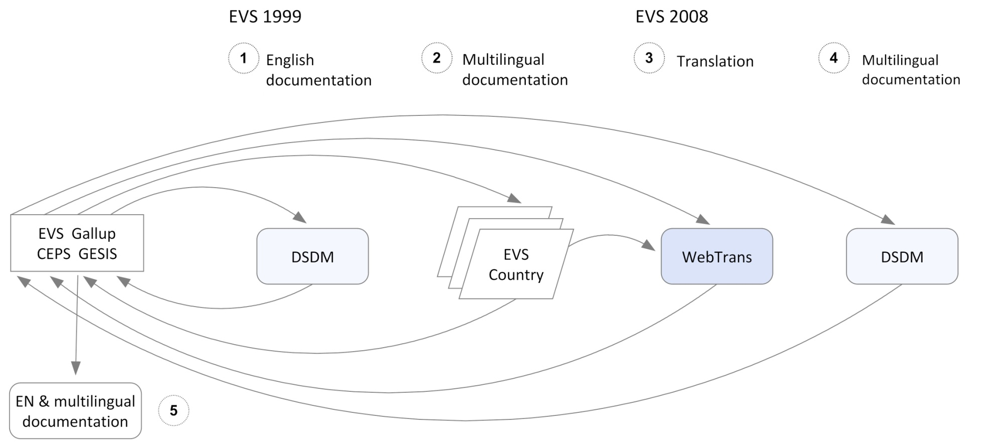 EVS 1999
EVS 2008
1
English
documentation
2
Multilingual
documentation
3
Translation
4
Multilingual
documentation
EVS Gallup
CEPS GESIS
DSDM
EVS
Country
WebTrans
DSDM
EN & multilingual
documentation
5